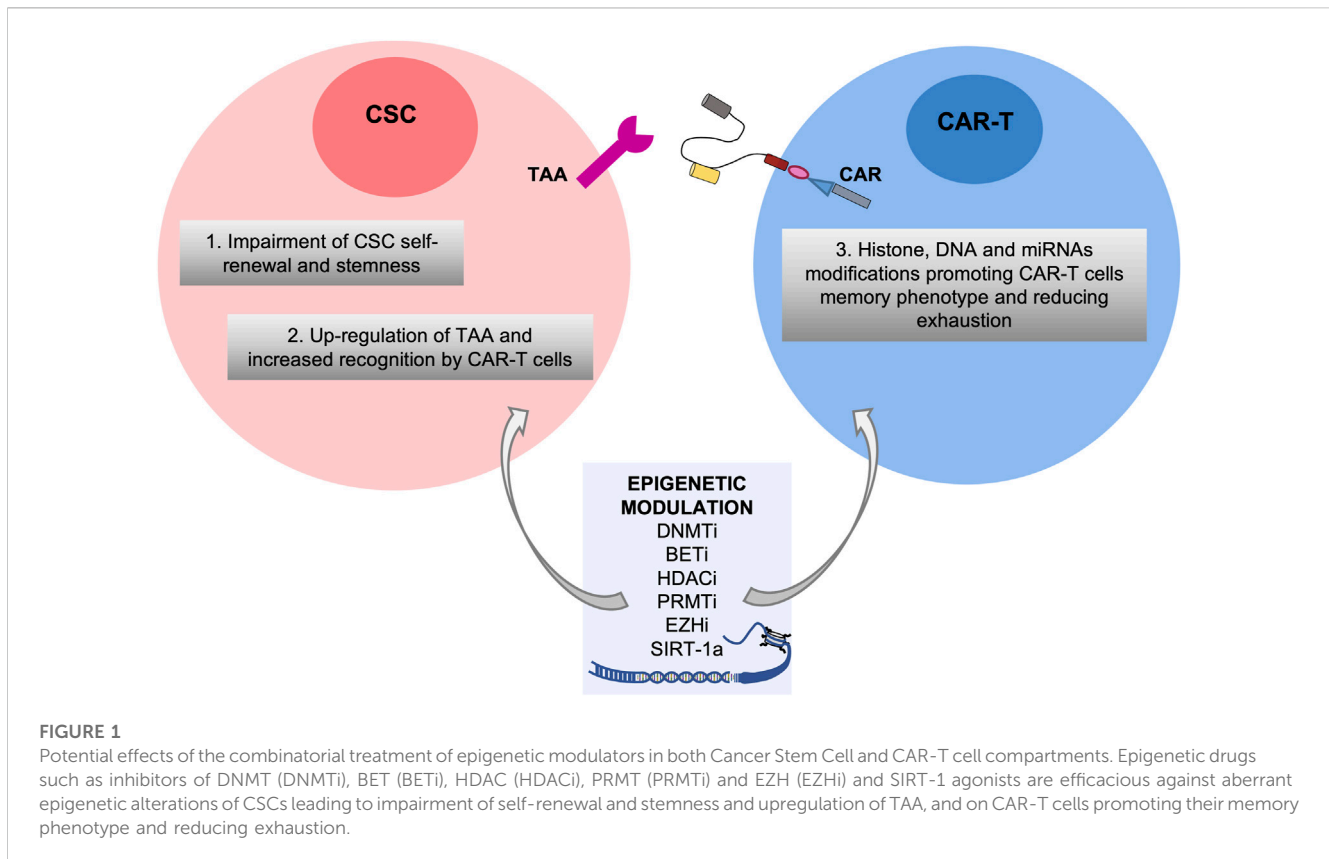 CSC
CAR-T
TAA
CAR
1. Impairment of CSC self-
renewal and stemness
2. Up-regulation of TAA and
increased recognition by CAR-T cells
3. Histone, DNA and miRNAs
modifications promoting CAR-T cells
memory phenotype and reducing
exhaustion
EPIGENETIC
MODULATION
DNMTi
BETi
HDACi
PRMTi
EZHi
SIRT-1a
FIGURE 1
Potential effects of the combinatorial treatment of epigenetic modulators in both Cancer Stem Cell and CAR-T cell compartments. Epigenetic drugs
such as inhibitors of DNMT (DNMTi), BET (BETi), HDAC (HDACi), PRMT (PRMTi) and EZH (EZHi) and SIRT-1 agonists are efficacious against aberrant
epigenetic alterations of CSCs leading to impairment of self-renewal and stemness and upregulation of TAA, and on CAR-T cells promoting their memory
phenotype and reducing exhaustion.